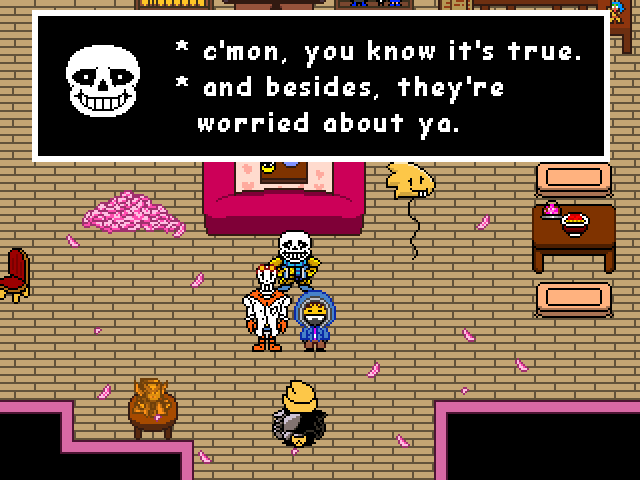 * c'mon, you know it's true.
* and besides, they're
worried about ya.